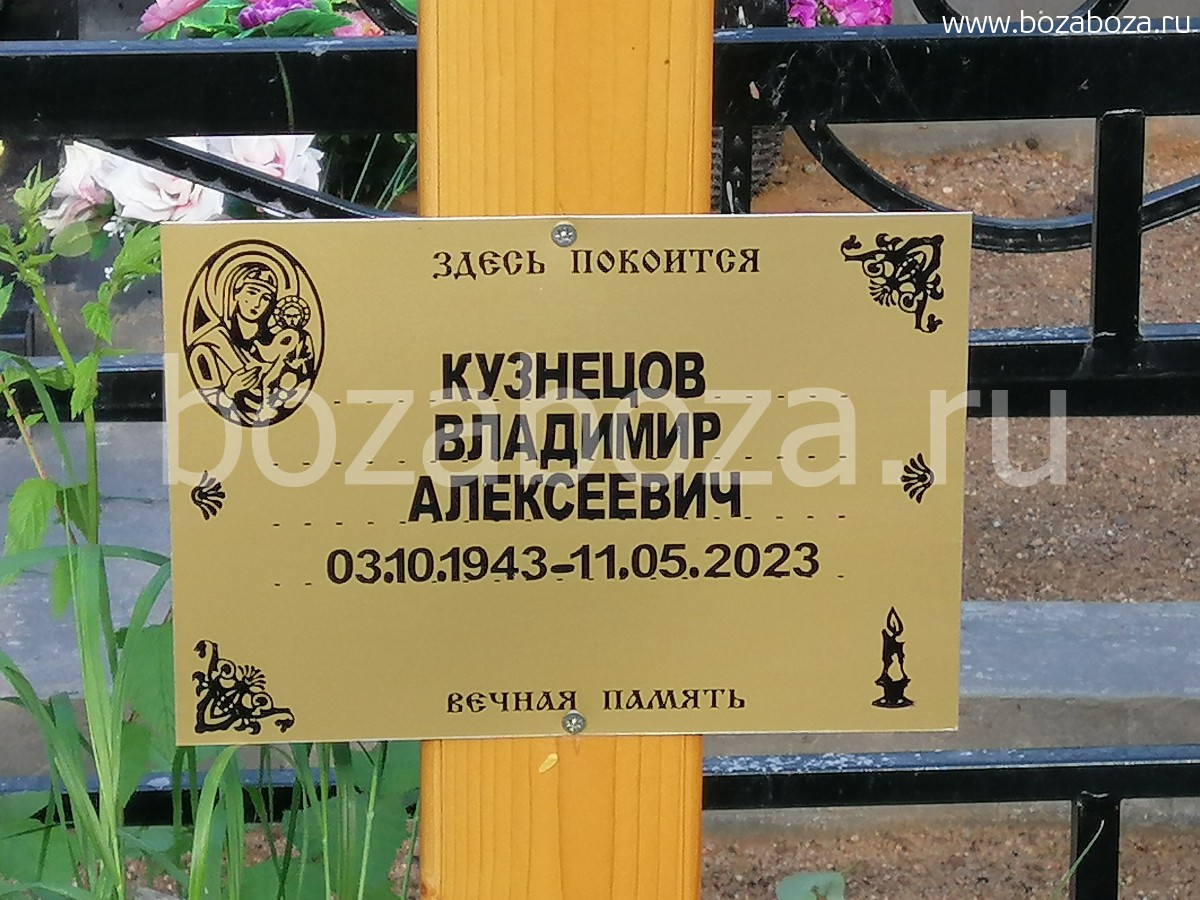 www.bozaboza.ru
ЗДЕСЬ ПОКОИТСЯ
КУЗНЕЦОВ
ВЛАДИМИР
АЛЕКСЕЕВИЧ
03.10.1943-11.05.2023
ВЕЧНАЯ ПАМЯТЬ
bozaboza.ru